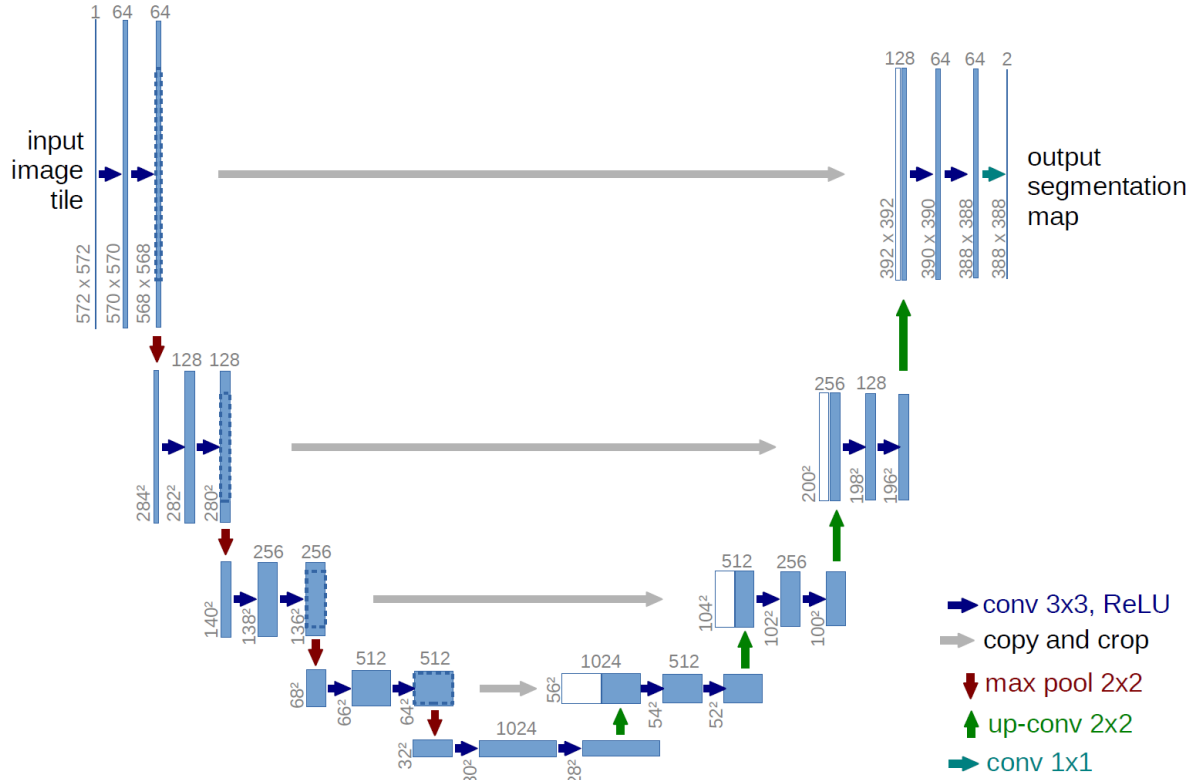 1 64 64
input
image
tile
572 x 572
570 x 570
568 x 568
128 64 64 2
output
segmentation
map
392 x 392
390 x 390
388 x 388
388 x 388
128 128
284²
282²
280²
256 128
200²
198²
196²
256 256
140²
138²
136²
512 256
104²
102²
100²
512 512
68²
66²
64²
1024 512
56²
54²
52²
1024
32²
30²
28²
conv 3x3, ReLU
copy and crop
max pool 2x2
up-conv 2x2
conv 1x1